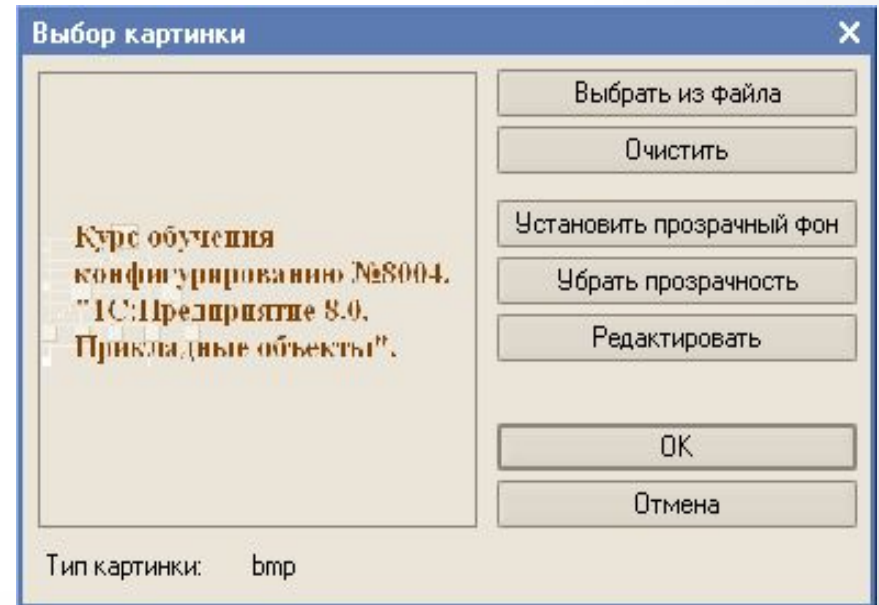 Выбор картинки
Выбрать из файла
Очистить
Установить прозрачный фон
Убрать прозрачность
Редактировать
OK
Отмена
Курс обучения
конфигурированию №8004.
"1С:Предприятие 8.0.
Прикладные объекты".
Тип картинки: bmp